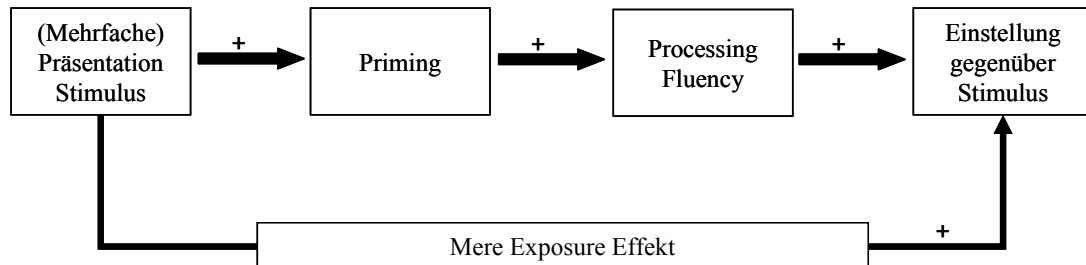 (Mehrfache)
Präsentation
Stimulus
+
Priming
+
Processing
Fluency
+
Einstellung
gegenüber
Stimulus
Mere Exposure Effekt
+